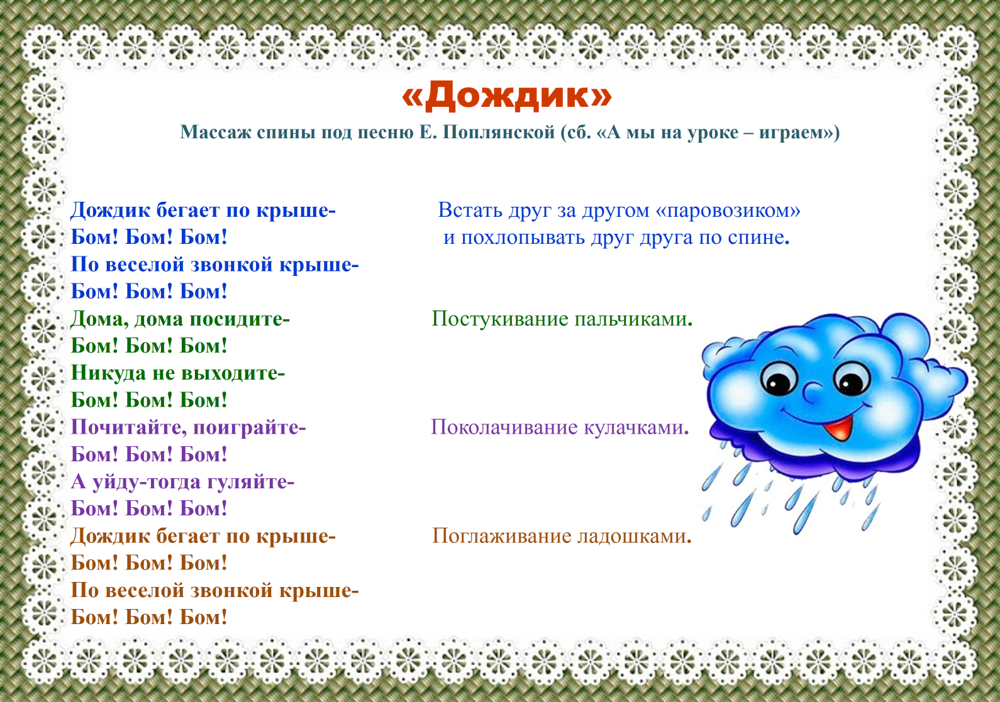 «Дождик»
Массаж спины под песню Е. Поплянской (сб. «А мы на уроке – играем»)
Дождик бегает по крыше- Встать друг за другом «паровозиком»
Бом! Бом! Бом! и похлопывать друг друга по спине.
По веселой звонкой крыше-
Бом! Бом! Бом!
Дома, дома посидите- Постукивание пальчиками.
Бом! Бом! Бом!
Никуда не выходите-
Бом! Бом! Бом!
Почитайте, поиграйте- Поколачивание кулачками.
Бом! Бом! Бом!
А уйду-тогда гуляйте-
Бом! Бом! Бом!
Дождик бегает по крыше- Поглаживание ладошками.
Бом! Бом! Бом!
По веселой звонкой крыше-
Бом! Бом! Бом!